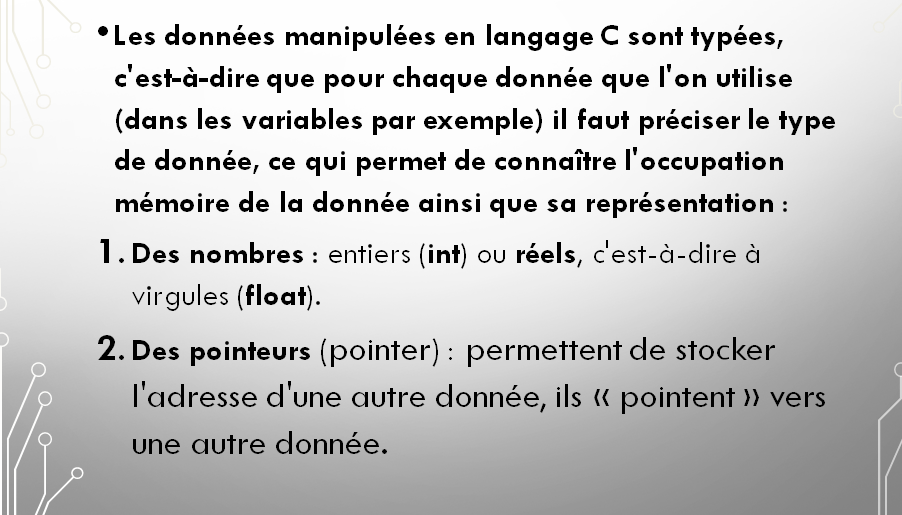 •Les données manipulées en langage C sont typées,
c'est-à-dire que pour chaque donnée que l'on utilise
(dans les variables par exemple) il faut préciser le type
de donnée, ce qui permet de connaître l'occupation
mémoire de la donnée ainsi que sa représentation :
1. Des nombres : entiers (int) ou réels, c'est-à-dire à
virgules (float).
2. Des pointeurs (pointer) : permettent de stocker
l'adresse d'une autre donnée, ils « pointent » vers
une autre donnée.